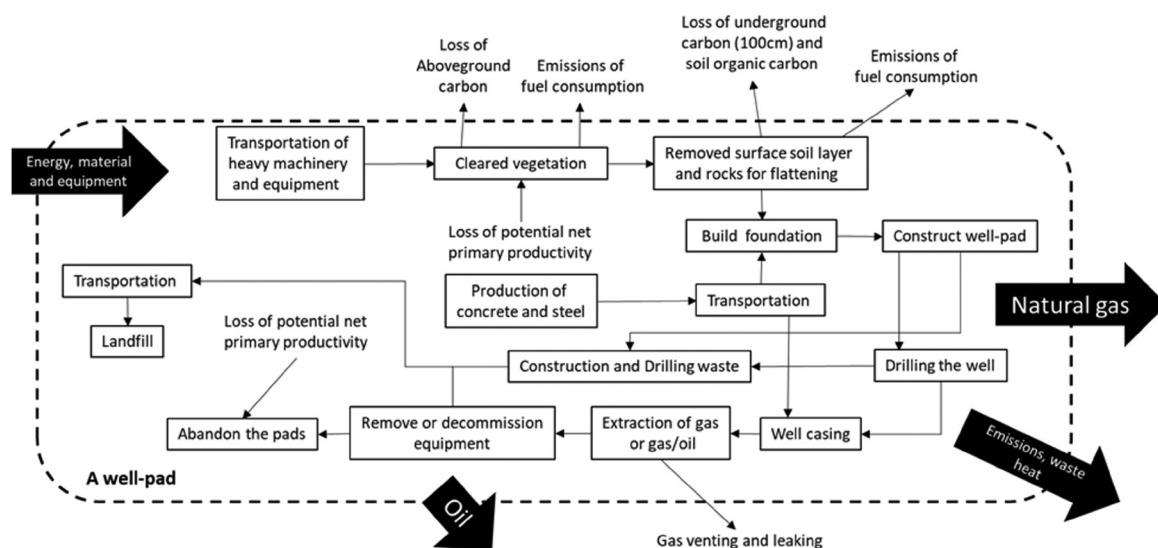 Loss of
Aboveground
carbon
Emissions of
fuel consumption
Loss of underground
carbon (100cm) and
soil organic carbon
Emissions of
fuel consumption
Energy, material
and equipment
Transportation of
heavy machinery
and equipment
Cleared vegetation
Removed surface soil layer
and rocks for flattening
Loss of potential net
primary productivity
Build foundation
Construct well-pad
Transportation
Landfill
Production of
concrete and steel
Transportation
Natural gas
Loss of potential net
primary productivity
Construction and Drilling waste
Drilling the well
Abandon the pads
Remove or decommission
equipment
Extraction of gas
or gas/oil
Well casing
Emissions, waste
heat
A well-pad
Oil
Gas venting and leaking